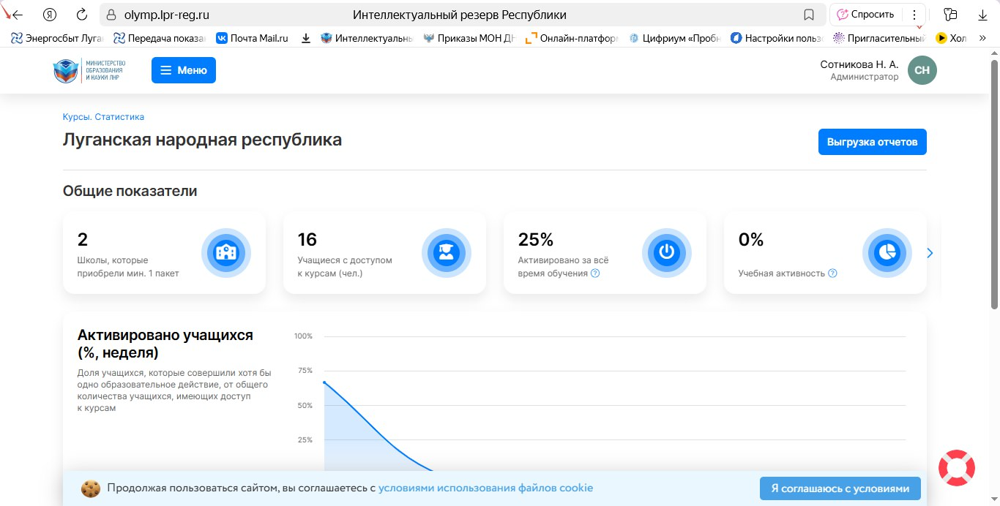 olymp.lpr-reg.ru
Интеллектуальный резерв Республики
Спросить
Энергосбыт Луга
Передача показа
Почта Mail.ru
Интеллектуальн
Приказы МОН ДН
Онлайн-платфор
Цифриум «Пробн
Настройки польз
Пригласительный
Хол
»
МИНИСТЕРСТВО
ОБРАЗОВАНИЯ
И НАУКИ ЛНР
Меню
Сотникова Н. А.
Администратор
СН
Курсы. Статистика
Луганская народная республика
Выгрузка отчетов
Общие показатели
2
Школы, которые
приобрели мин. 1 пакет
16
Учащиеся с доступом
к курсам (чел.)
25%
Активировано за всё
время обучения ?
0%
Учебная активность ?
Активировано учащихся
(%, неделя)
Доля учащихся, которые совершили хотя бы
одно образовательное действие, от общего
количества учащихся, имеющих доступ
к курсам
100%
75%
50%
25%
Продолжая пользоваться сайтом, вы соглашаетесь с условиями использования файлов cookie
Я соглашаюсь с условиями